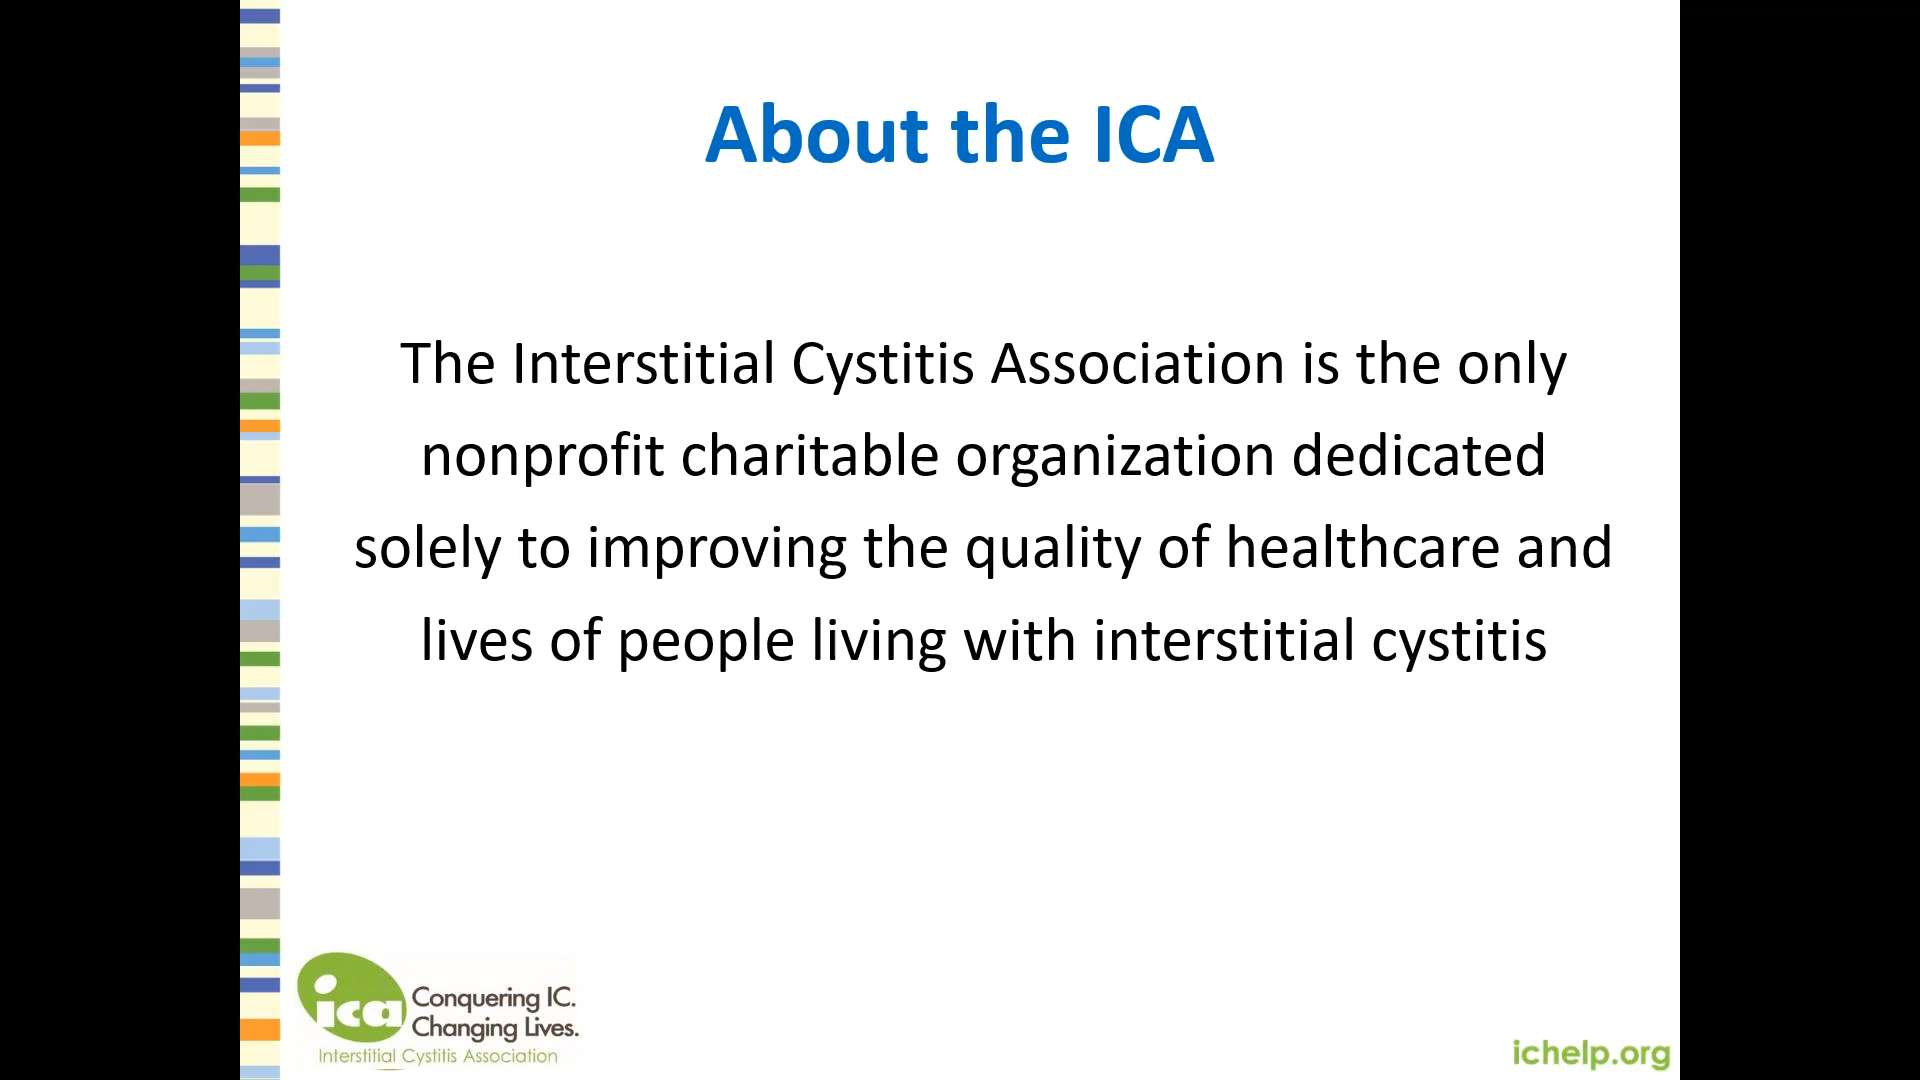 About the ICA
The Interstitial Cystitis Association is the only
nonprofit charitable organization dedicated
solely to improving the quality of healthcare and
lives of people living with interstitial cystitis
ica
Conquering IC.
Changing Lives.
Interstitial Cystitis Association
ichelp.org